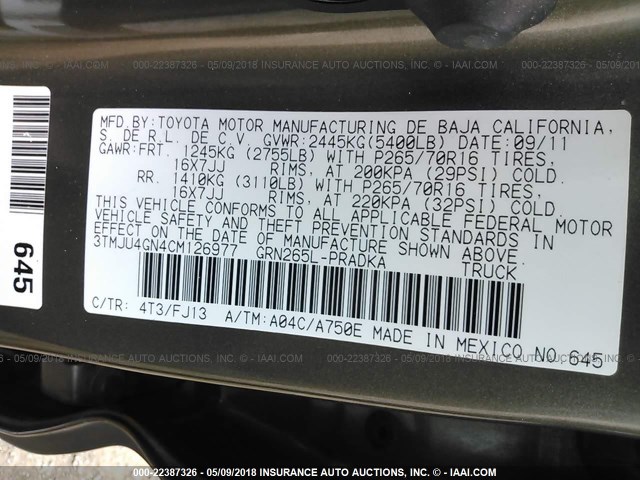 000-22387326 - 05/09/2018 INSURANCE AUTO AUCTIONS, INC. © - IAAI.COM
MFD.BY:TOYOTA MOTOR MANUFACTURING DE BAJA CALIFORNIA,
S. DE R.L. DE C.V. GVWR:2445KG(5400LB) DATE:09/11
GAWR:FRT. 1245KG (2755LB) WITH P265/70R16 TIRES,
16X7JJ RIMS, AT 200KPA (29PSI) COLD.
RR. 1410KG (3110LB) WITH P265/70R16 TIRES,
16X7JJ RIMS, AT 220KPA (32PSI) COLD.
THIS VEHICLE CONFORMS TO ALL APPLICABLE FEDERAL MOTOR
VEHICLE SAFETY AND THEFT PREVENTION STANDARDS IN
EFFECT ON THE DATE OF MANUFACTURE SHOWN ABOVE.
3TMJU4GN4CM126977 GRN265L-PRADKA TRUCK
C/TR: 4T3/FJ13 A/TM:A04C/A750E MADE IN MEXICO NO. 645
645
000-22387326 - 05/09/2018 INSURANCE AUTO AUCTIONS, INC. © - IAAI.COM